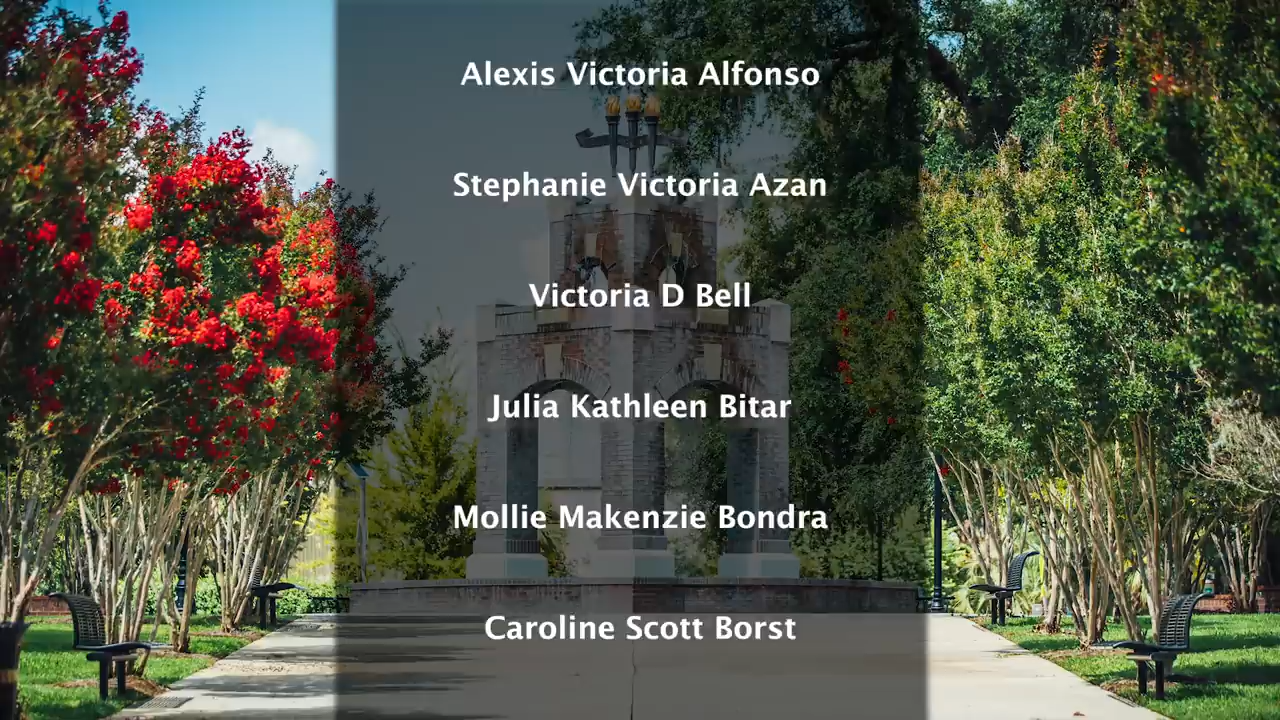 Alexis Victoria Alfonso
Stephanie Victoria Azan
Victoria D Bell
Julia Kathleen Bitar
Mollie Makenzie Bondra
Caroline Scott Borst